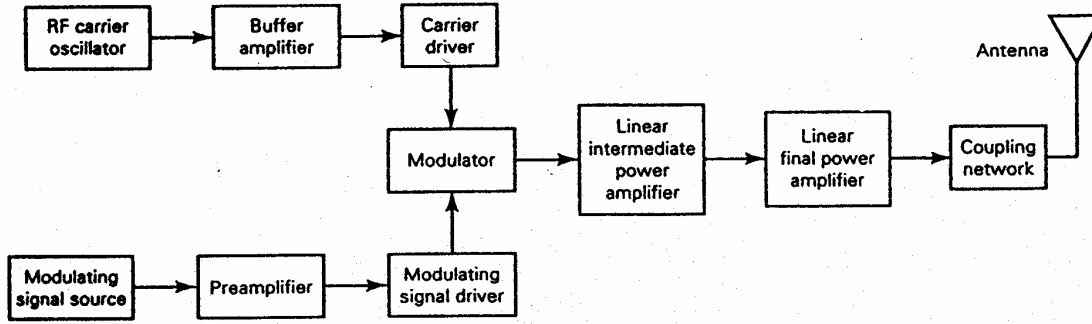 RF carrier
oscillator
Buffer
amplifier
Carrier
driver
Antenna
Modulator
Linear
intermediate
power
amplifier
Linear
final power
amplifier
Coupling
network
Modulating
signal source
Preamplifier
Modulating
signal driver